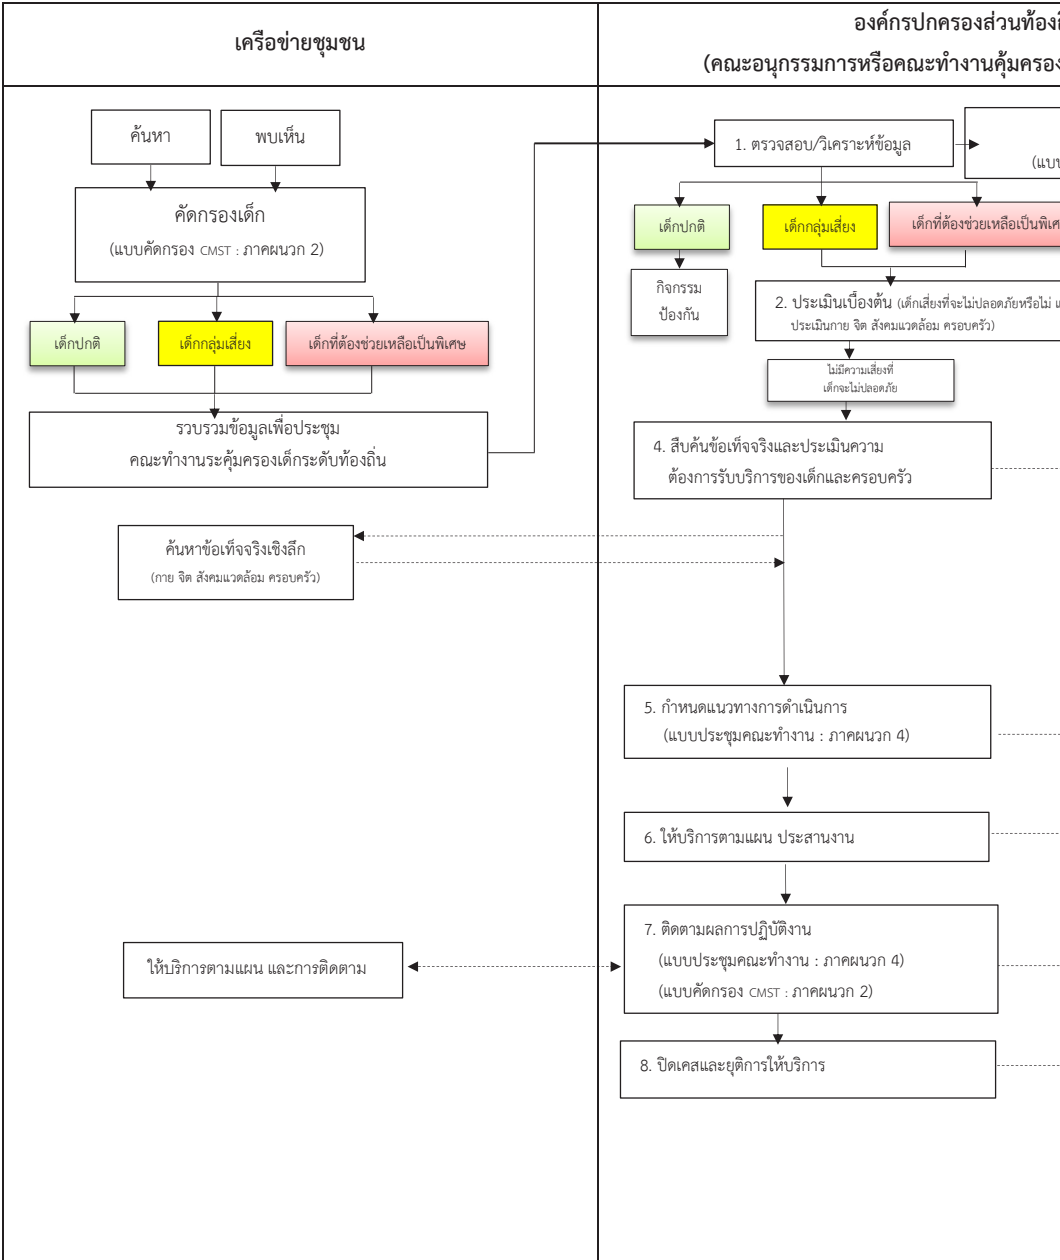 เครือข่ายชุมชน
องค์กรปกครองส่วนท้องถิ่
(คณะอนุกรรมการหรือคณะทำงานคุ้มครอง
ค้นหา
พบเห็น
คัดกรองเด็ก
(แบบคัดกรอง CMST : ภาคผนวก 2)
เด็กปกติ
เด็กกลุ่มเสี่ยง
เด็กที่ต้องช่วยเหลือเป็นพิเศษ
รวบรวมข้อมูลเพื่อประชุม
คณะทำงานระคุ้มครองเด็กระดับท้องถิ่น
ค้นหาข้อเท็จจริงเชิงลึก
(กาย จิต สังคมแวดล้อม ครอบครัว)
ให้บริการตามแผน และการติดตาม
1. ตรวจสอบ/วิเคราะห์ข้อมูล
(แบบ
เด็กปกติ
เด็กกลุ่มเสี่ยง
เด็กที่ต้องช่วยเหลือเป็นพิเศ
กิจกรรม
ป้องกัน
2. ประเมินเบื้องต้น (เด็กเสี่ยงที่จะไม่ปลอดภัยหรือไม่ แ
ประเมินกาย จิต สังคมแวดล้อม ครอบครัว)
ไม่มีความเสี่ยงที่
เด็กจะไม่ปลอดภัย
4. สืบค้นข้อเท็จจริงและประเมินความ
ต้องการรับบริการของเด็กและครอบครัว
5. กำหนดแนวทางการดำเนินการ
(แบบประชุมคณะทำงาน : ภาคผนวก 4)
6. ให้บริการตามแผน ประสานงาน
7. ติดตามผลการปฏิบัติงาน
(แบบประชุมคณะทำงาน : ภาคผนวก 4)
(แบบคัดกรอง CMST : ภาคผนวก 2)
8. ปิดเคสและยุติการให้บริการ